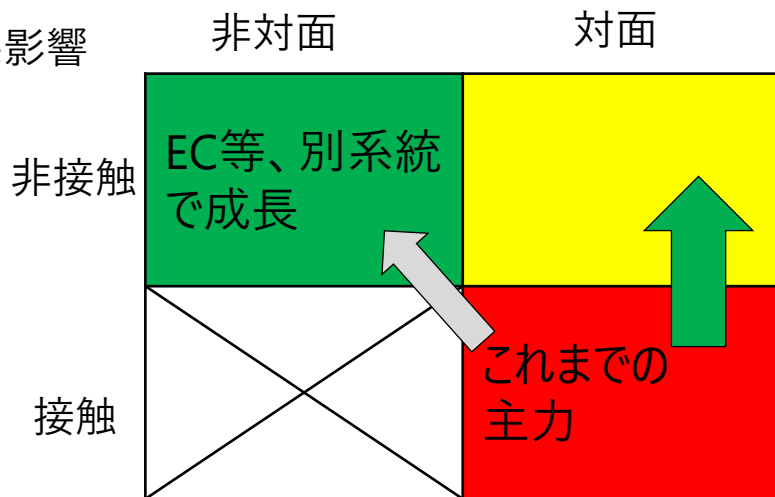 影響
非対面
対面
非接触
EC等、別系統
で成長
接触
これまでの
主力